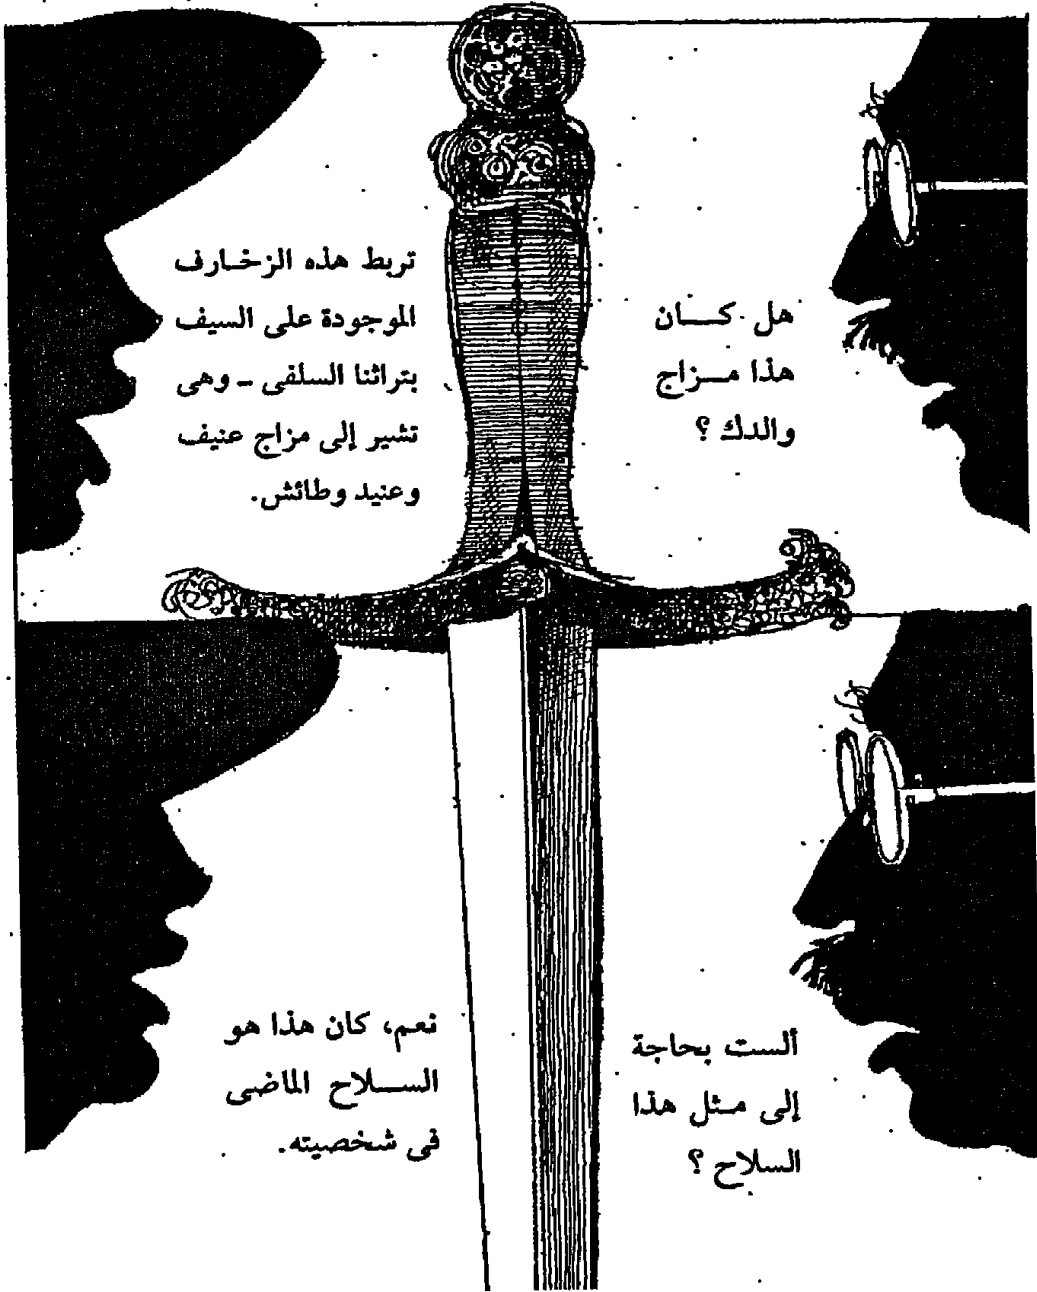 تربط هذه الزخارف
الموجودة على السيف
بتراثنا السلفى ـ وهى
تشير إلى مزاج عنيف
وعنيد وطائش.
هل كان
هذا مزاج
والدك ؟
نعم، كان هذا هو
السلاح الماضى
فى شخصيته.
ألست بحاجة
إلى مثل هذا
السلاح ؟